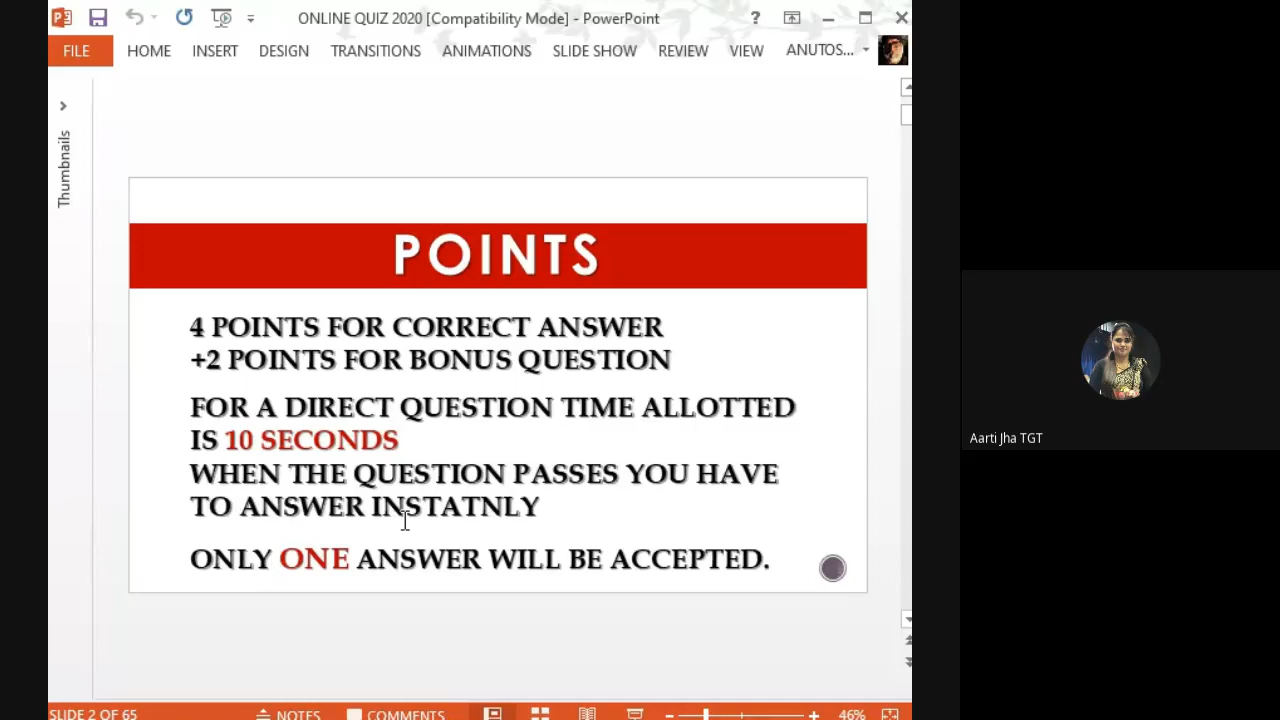 ONLINE QUIZ 2020 [Compatibility Mode] - PowerPoint
?
FILE HOME INSERT DESIGN TRANSITIONS ANIMATIONS SLIDE SHOW REVIEW VIEW ANUTOS...
Thumbnails
POINTS
4 POINTS FOR CORRECT ANSWER
+2 POINTS FOR BONUS QUESTION
FOR A DIRECT QUESTION TIME ALLOTTED
IS 10 SECONDS
WHEN THE QUESTION PASSES YOU HAVE
TO ANSWER INSTATNLY
ONLY ONE ANSWER WILL BE ACCEPTED.
Aarti Jha TGT
SLIDE 2 OF 65 NOTES COMMENTS 46%